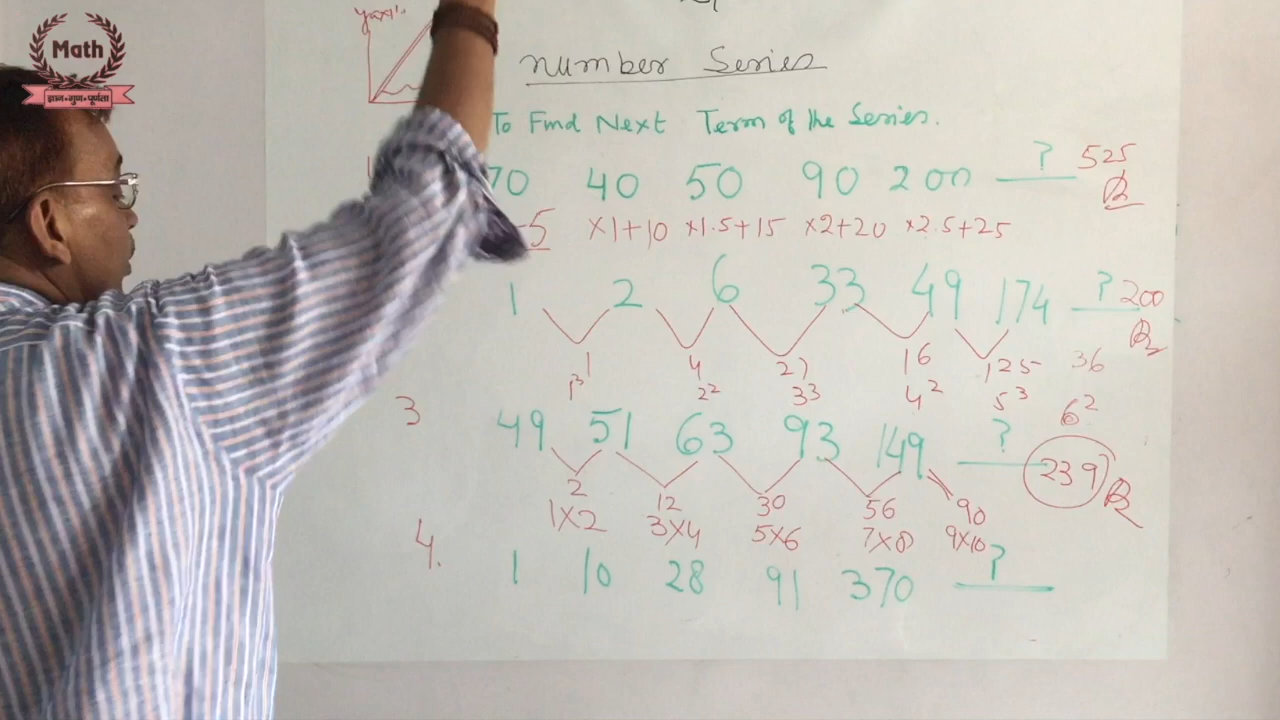 Math
ज्ञान•गुण•पूर्णता
Number Series
To Find Next Term of the Series.
70 40 50 90 200 ? 525
-5 ×1+10 ×1.5+15 ×2+20 ×2.5+25
1 2 6 33 49 174 ? 200
1 4 27 16 125 36
1³ 2² 3³ 4² 5³ 6²
3 49 51 63 93 149 ? 239
2 12 30 56 90
1×2 3×4 5×6 7×8 9×10
4. 1 10 28 91 370 ?